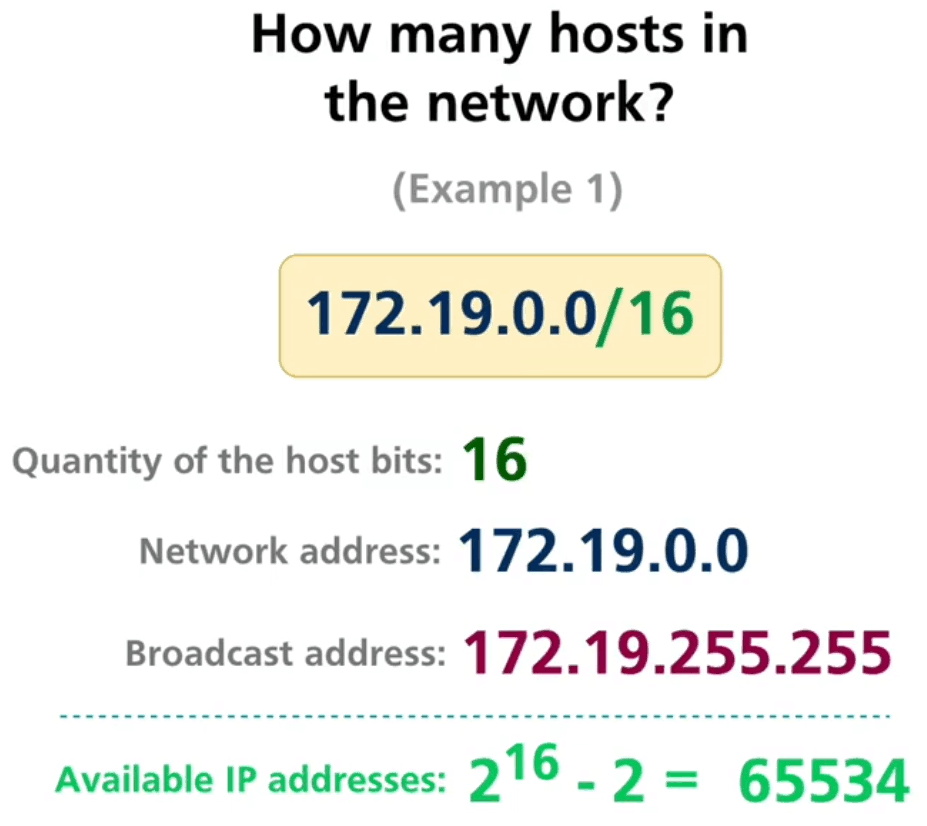 How many hosts in
the network?
(Example 1)
172.19.0.0/16
Quantity of the host bits: 16
Network address: 172.19.0.0
Broadcast address: 172.19.255.255
Available IP addresses: 2^16 - 2 = 65534